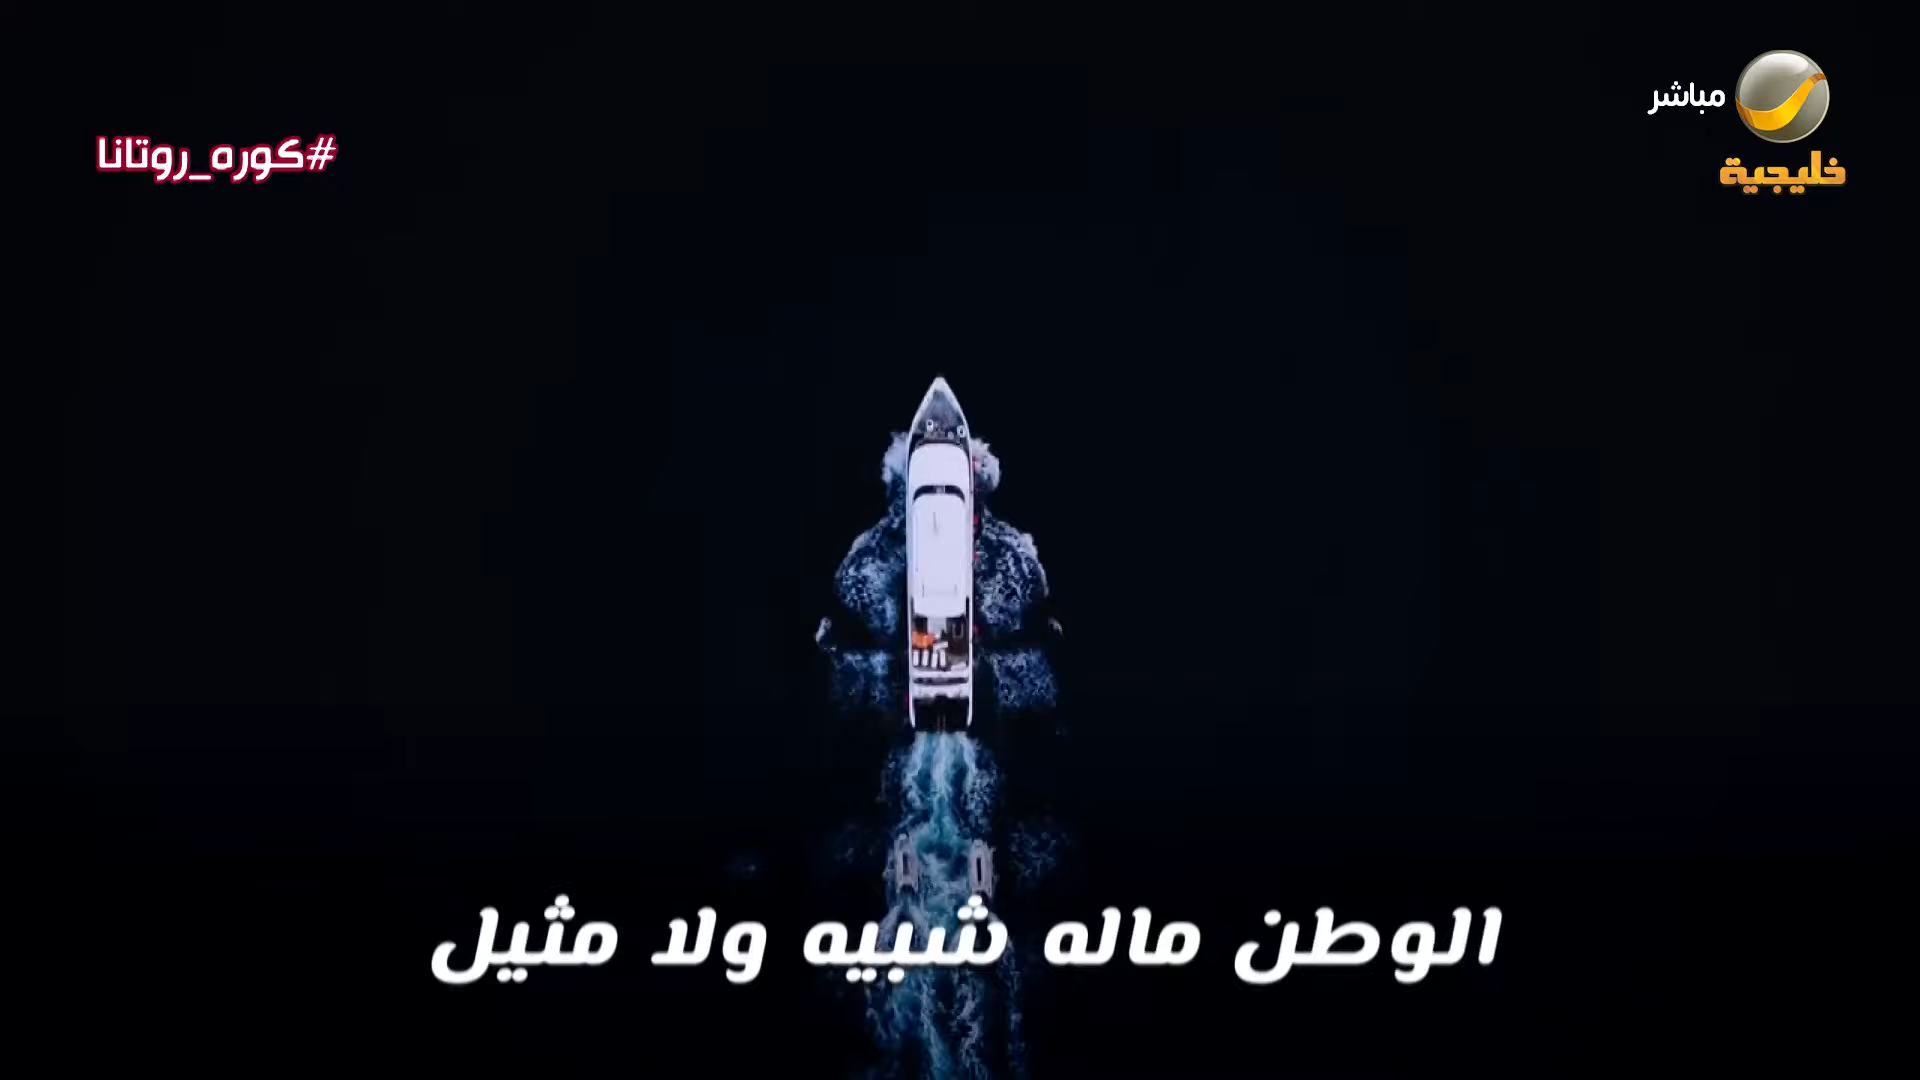 مباشر
خليجية
#كوره_روتانا
الوطن ماله شبيه ولا مثيل